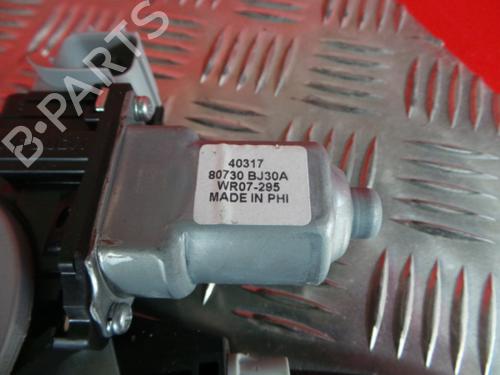 B-PARTS
40317
80730 BJ30A
WR07-295
MADE IN PHI